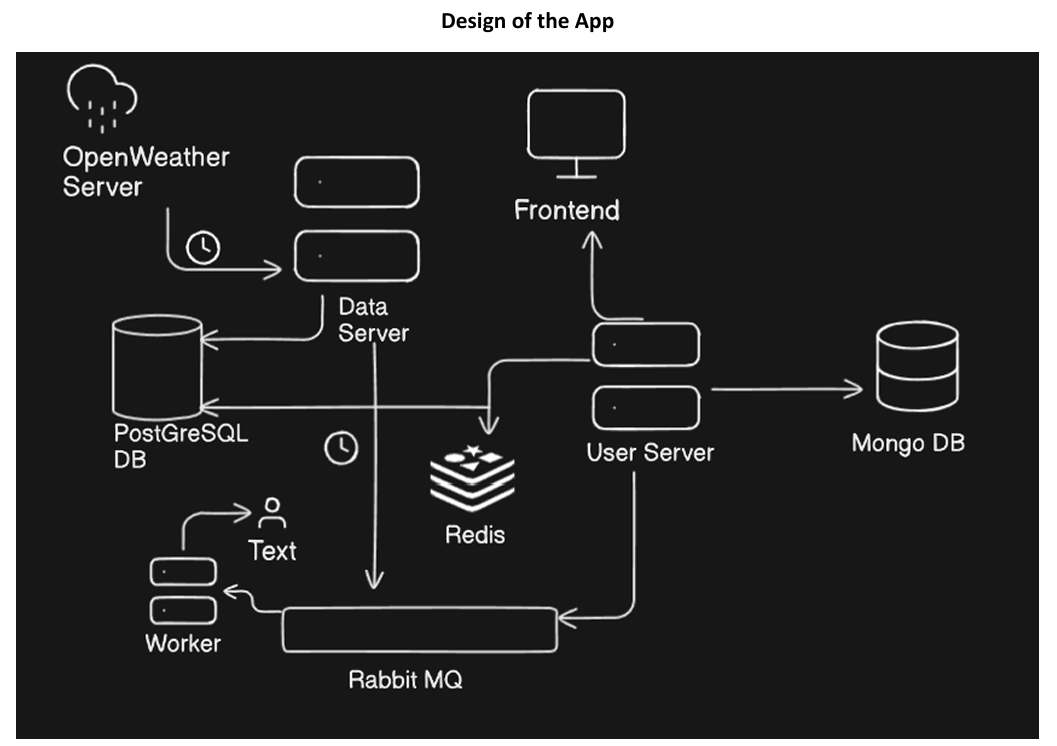 Design of the App
OpenWeather
Server
Frontend
Data
Server
PostGreSQL
DB
User Server
Mongo DB
Redis
Text
Worker
Rabbit MQ